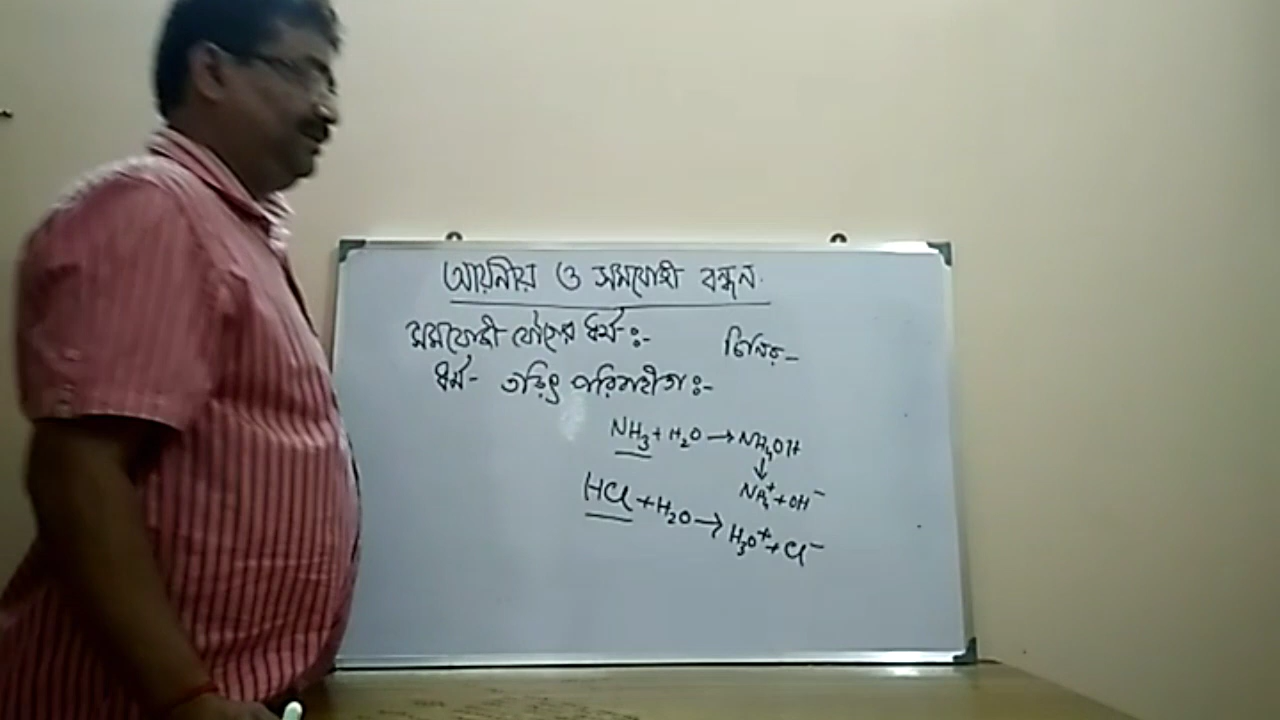 আয়নীয় ও সমযোজী বন্ধন.
সমযোজী যৌগের ধর্ম :-
চিনির -
ধর্ম - তড়িৎ পরিবাহীতা :-
NH₃ + H₂O → NH₄OH
↓
NH₄⁺ + OH⁻
HCl + H₂O → H₃O⁺ + Cl⁻